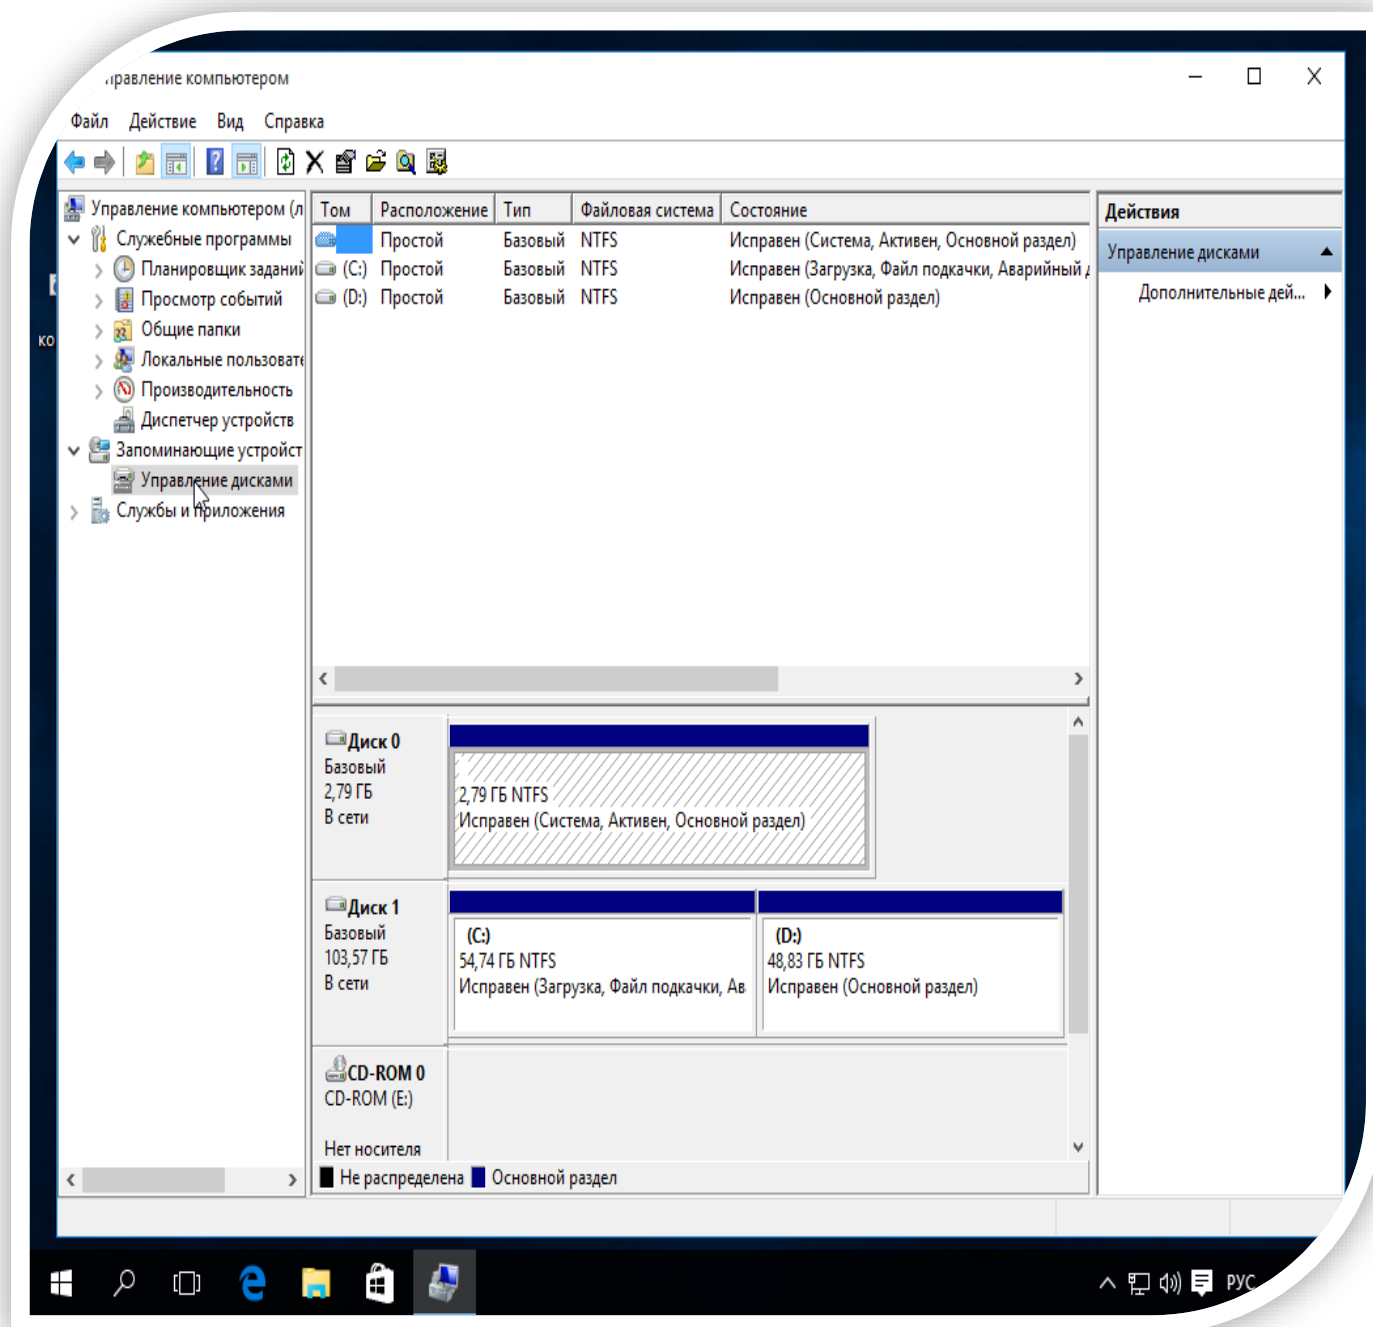 равление компьютером
Файл Действие Вид Справка
Управление компьютером (л
Служебные программы
Планировщик заданий
Просмотр событий
Общие папки
Локальные пользовате
Производительность
Диспетчер устройств
Запоминающие устройст
Управление дисками
Службы и приложения
Том Расположение Тип Файловая система Состояние
Простой Базовый NTFS Исправен (Система, Активен, Основной раздел)
(C:) Простой Базовый NTFS Исправен (Загрузка, Файл подкачки, Аварийный д
(D:) Простой Базовый NTFS Исправен (Основной раздел)
Действия
Управление дисками
Дополнительные дей...
ко
Диск 0
Базовый
2,79 ГБ
В сети
2,79 ГБ NTFS
Исправен (Система, Активен, Основной раздел)
Диск 1
Базовый
103,57 ГБ
В сети
(C:)
54,74 ГБ NTFS
Исправен (Загрузка, Файл подкачки, Ав
(D:)
48,83 ГБ NTFS
Исправен (Основной раздел)
CD-ROM 0
CD-ROM (E:)
Нет носителя
Не распределена Основной раздел
РУС